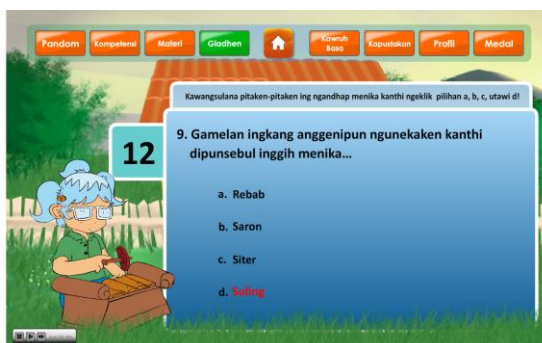 Pandom Kompetensi Materi Gladhen Kawruh Basa Kapustakan Profil Medal
Kawangsulana pitaken-pitaken ing ngandhap menika kanthi ngeklik pilihan a, b, c, utawi d!
12
9. Gamelan ingkang anggenipun ngunekaken kanthi
dipunsebul inggih menika...
a. Rebab
b. Saron
c. Siter
d. Suling